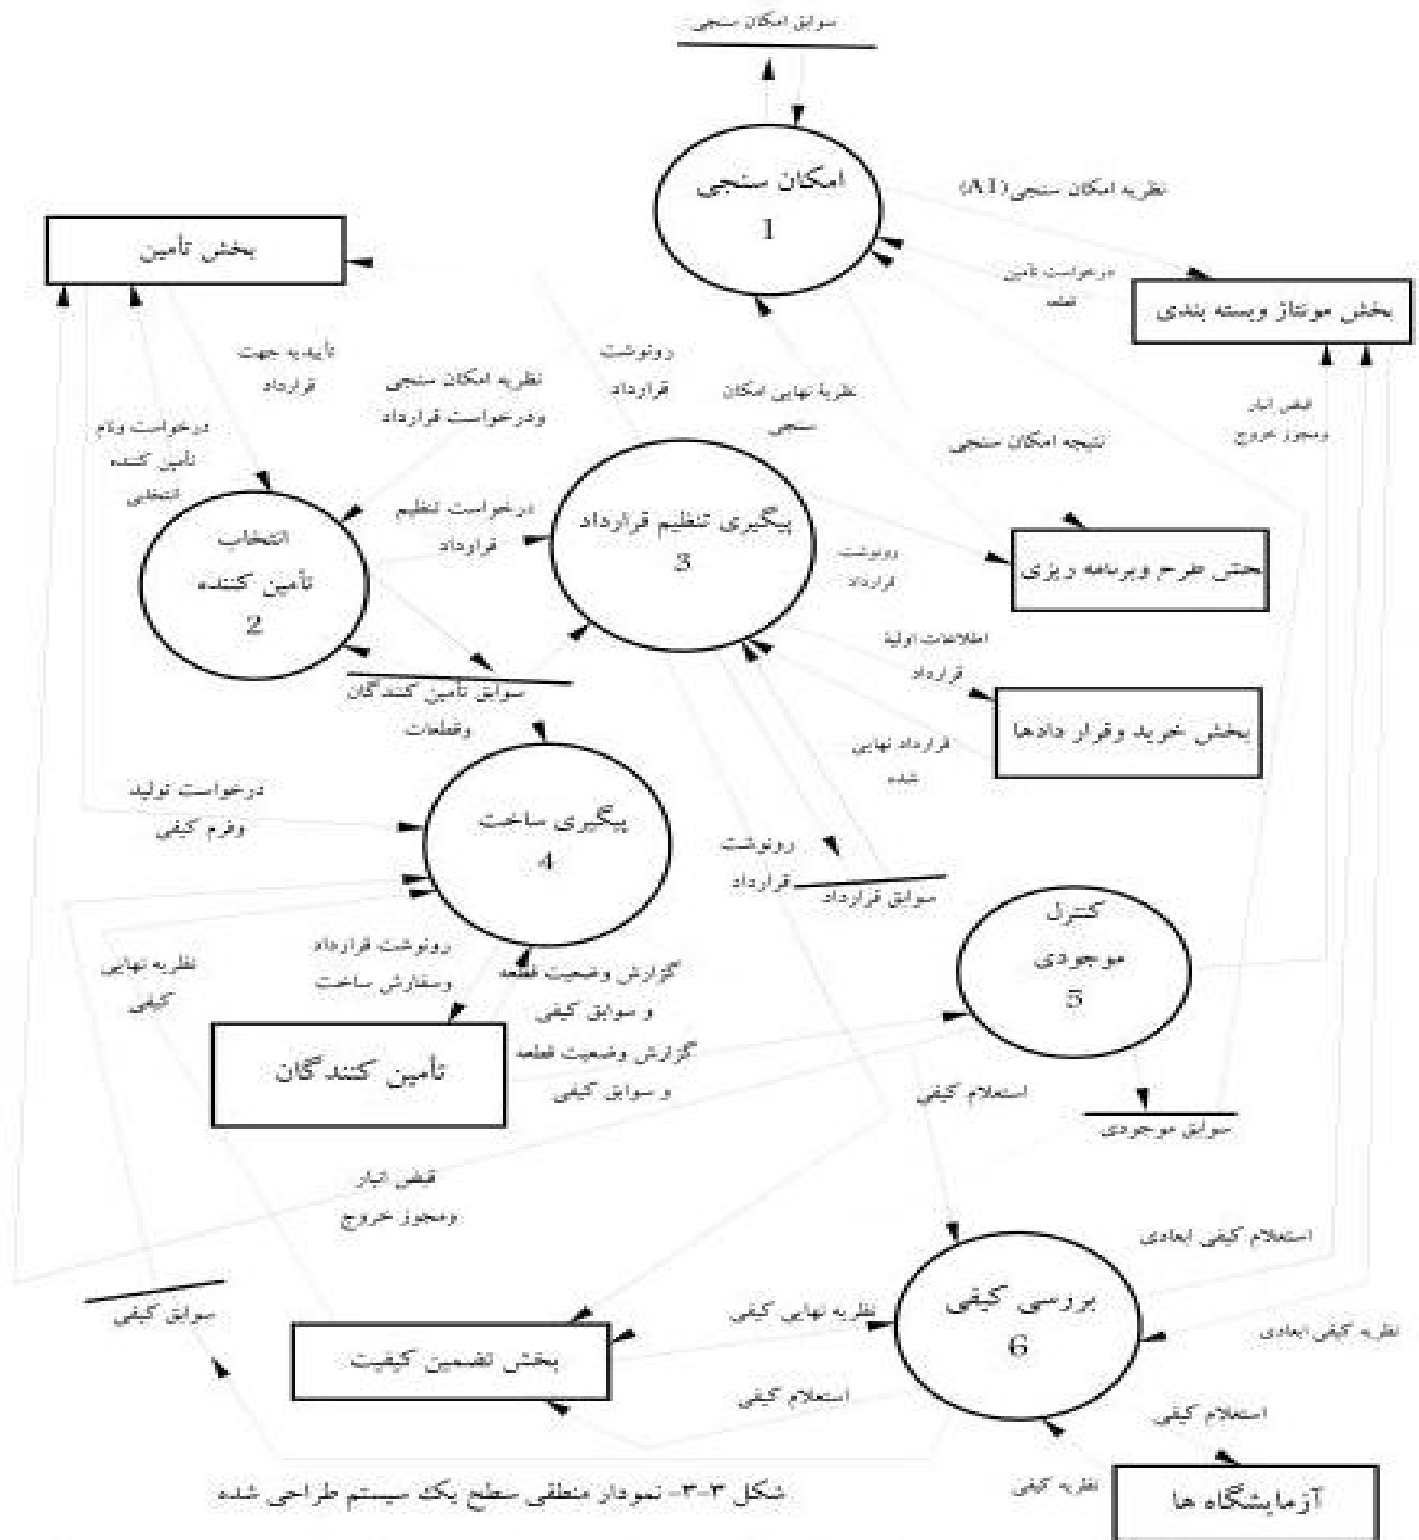 سوابق امکان سنجی
امکان سنجی
1
نظریه امکان سنجی(A1)
بخش تأمین
درخواست تأمین
قطعه
بخش مونتاژ وبسته بندی
تأییدیه جهت
قرارداد
نظریه امکان سنجی
ودرخواست قرارداد
رونوشت
قرارداد
نظریۀ نهایی امکان
سنجی
قبض انبار
ومجوز خروج
درخواست ونام
تأمین کننده
انتخابی
نتیجه امکان سنجی
انتخاب
تأمین کننده
2
درخواست تنظیم
قرارداد
پیگیری تنظیم قرارداد
3
رونوشت
قرارداد
بخش طرح وبرنامه ریزی
اطلاعات اولیۀ
قرارداد
سوابق تأمین کنندگان
وقطعات
بخش خرید وقرار دادها
قرارداد نهایی
شده
درخواست تولید
وفرم کیفی
پیگیری ساخت
4
رونوشت
قرارداد
سوابق قرارداد
کنترل
موجودی
5
نظریه نهایی
کیفی
رونوشت قرارداد
وسفارش ساخت
گزارش وضعیت قطعه
و سوابق کیفی
تأمین کنندگان
گزارش وضعیت قطعه
و سوابق کیفی
استعلام کیفی
سوابق موجودی
قبض انبار
ومجوز خروج
استعلام کیفی ابعادی
سوابق کیفی
بخش تضمین کیفیت
نظریه نهایی کیفی
بررسی کیفی
6
نظریه کیفی ابعادی
استعلام کیفی
استعلام کیفی
نظریه کیفی
آزمایشگاه ها
شکل ۳-۳- نمودار منطقی سطح یک سیستم طراحی شده